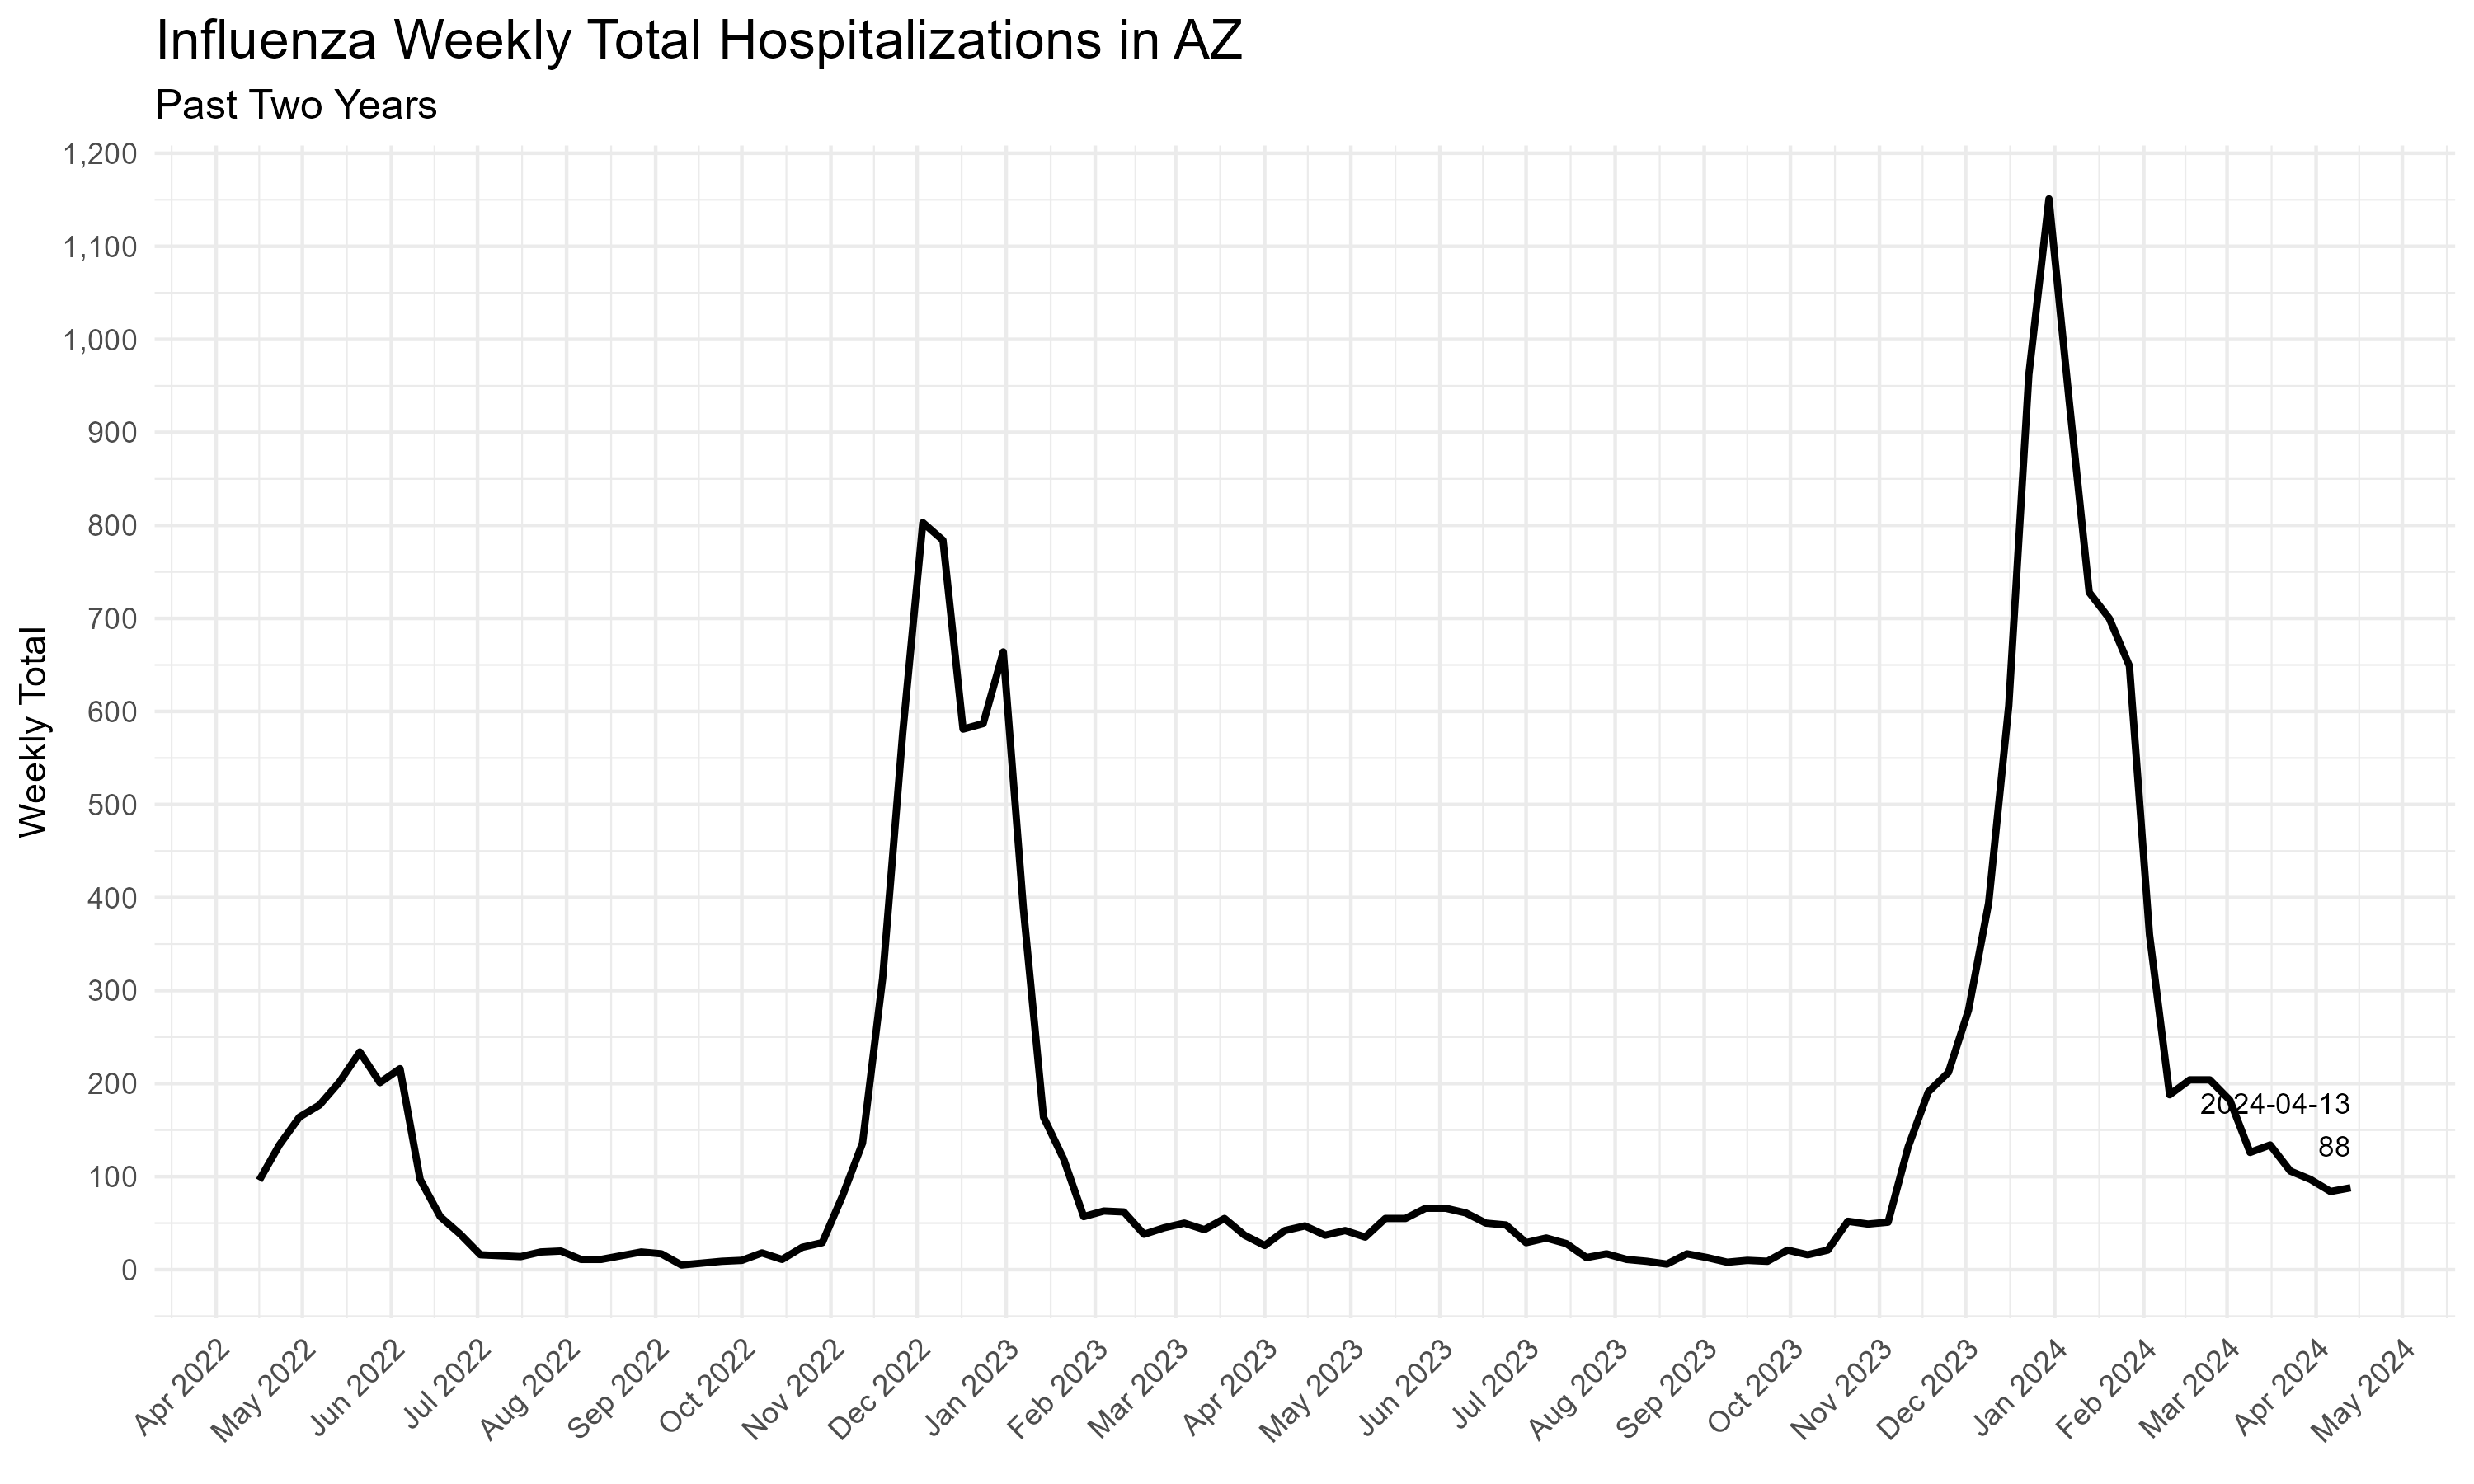 Influenza Weekly Total Hospitalizations in AZ
Past Two Years
1,200
1,100
1,000
900
800
700
600
500
400
300
200
100
0
Weekly Total
2024-04-13
88
Apr 2022
May 2022
Jun 2022
Jul 2022
Aug 2022
Sep 2022
Oct 2022
Nov 2022
Dec 2022
Jan 2023
Feb 2023
Mar 2023
Apr 2023
May 2023
Jun 2023
Jul 2023
Aug 2023
Sep 2023
Oct 2023
Nov 2023
Dec 2023
Jan 2024
Feb 2024
Mar 2024
Apr 2024
May 2024